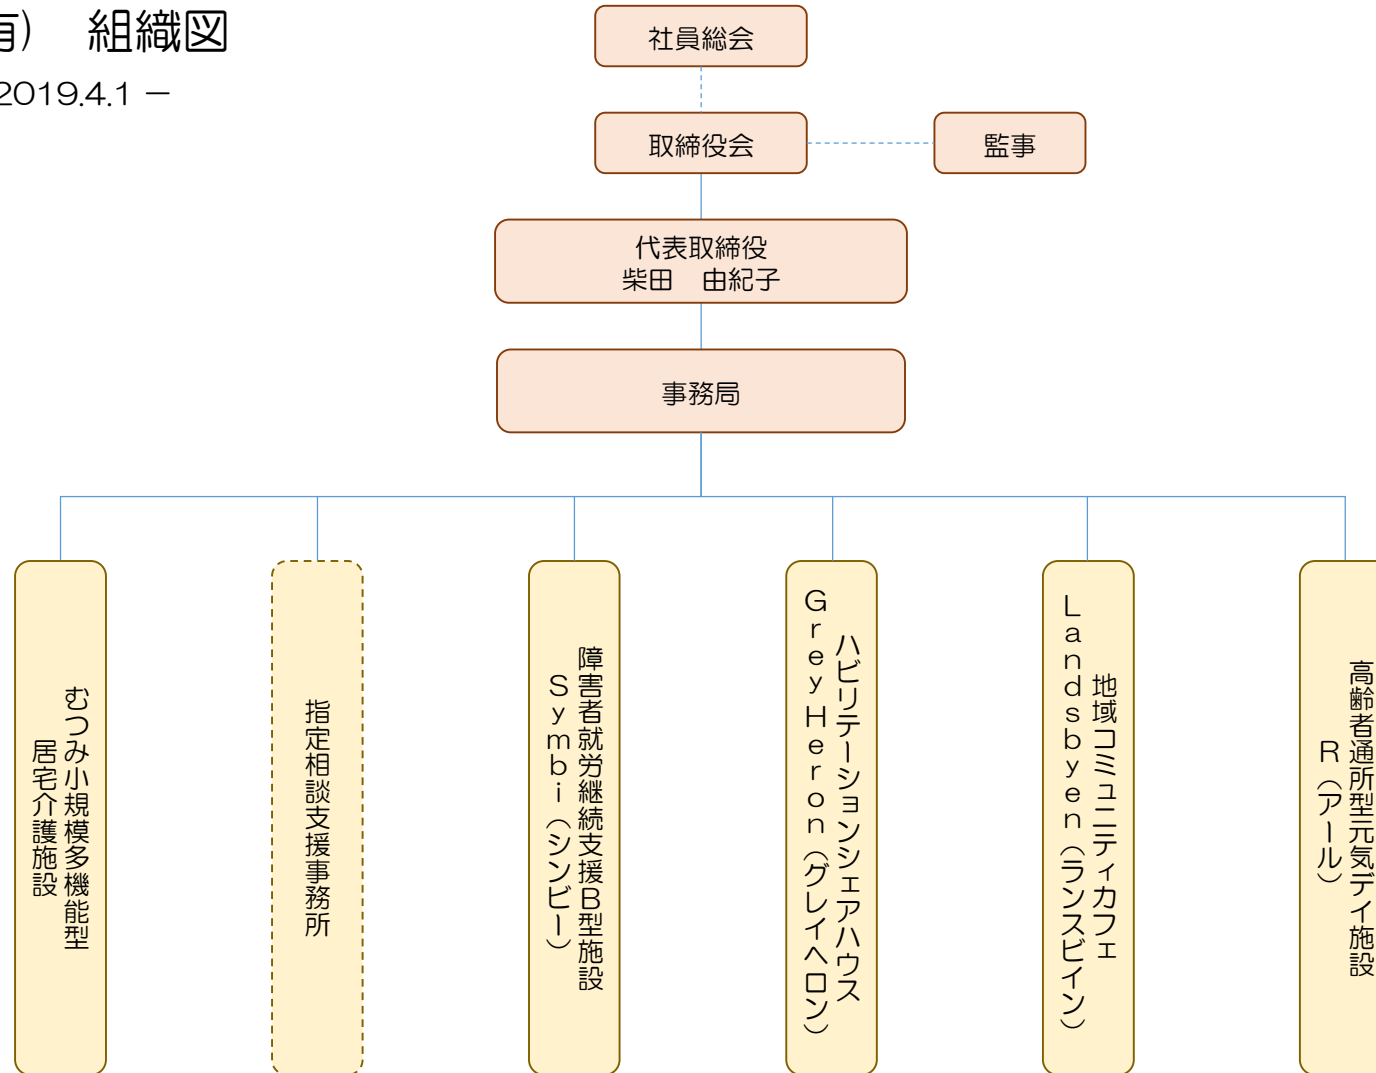 有)　組織図
2019.4.1 －
社員総会
取締役会
監事
代表取締役
柴田　由紀子
事務局
むつみ小規模多機能型
居宅介護施設
指定相談支援事務所
障害者就労継続支援B型施設
Symbi（シンビー）
ハビリテーションシェアハウス
GreyHeron（グレイヘロン）
地域コミュニティカフェ
Landsbyen（ランスビイン）
高齢者通所型元気デイ施設
R（アール）